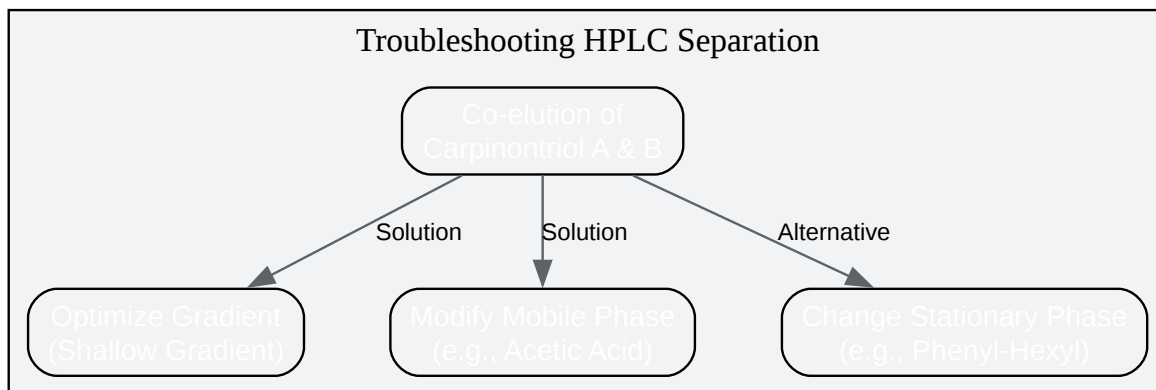 Troubleshooting HPLC Separation
Co-elution of
Carpinontriol A & B
Solution
Solution
Alternative
Optimize Gradient
(Shallow Gradient)
Modify Mobile Phase
(e.g., Acetic Acid)
Change Stationary Phase
(e.g., Phenyl-Hexyl)